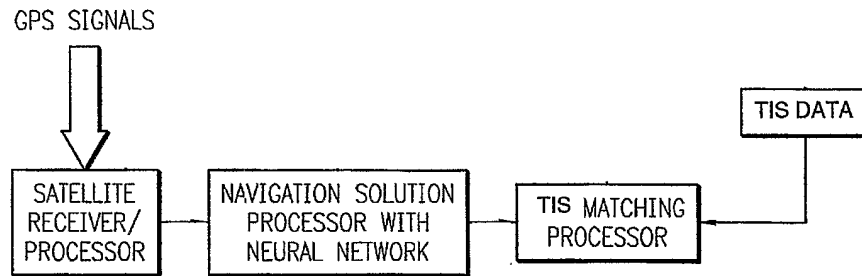 GPS SIGNALS
TIS DATA
SATELLITE
RECEIVER/
PROCESSOR
NAVIGATION SOLUTION
PROCESSOR WITH
NEURAL NETWORK
TIS MATCHING
PROCESSOR